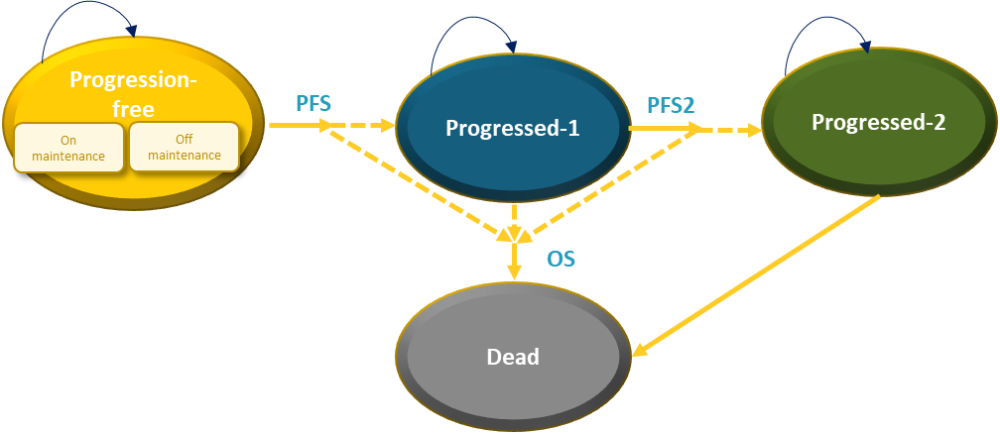 Progression-
free
On
maintenance
Off
maintenance
PFS
Progressed-1
PFS2
Progressed-2
OS
Dead